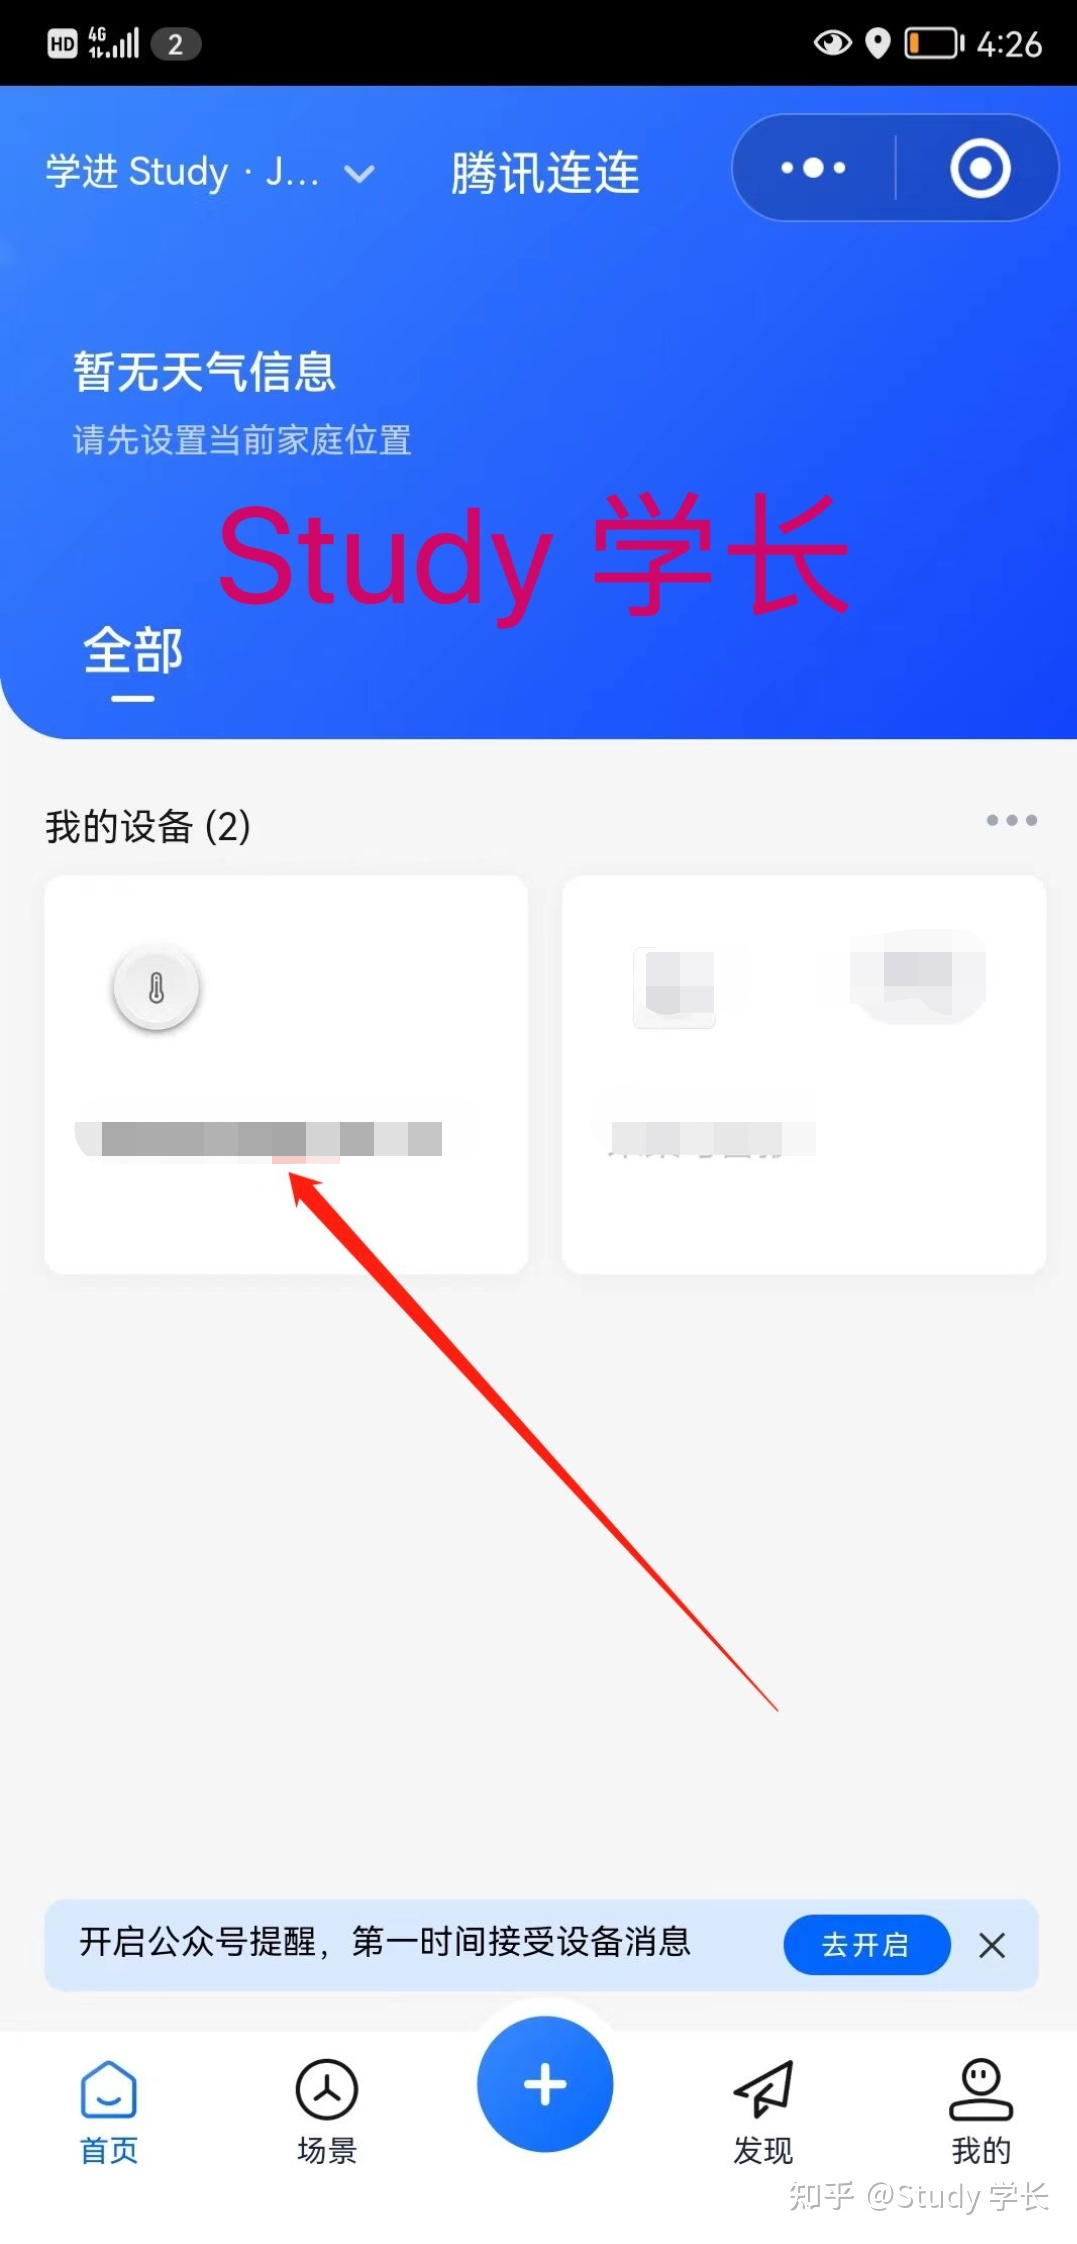 HD 4G 2 4:26
学进 Study · J... 腾讯连连
暂无天气信息
请先设置当前家庭位置
Study 学长
全部
我的设备 (2)
开启公众号提醒，第一时间接受设备消息 去开启
首页 场景 发现 我的
知乎 @Study 学长